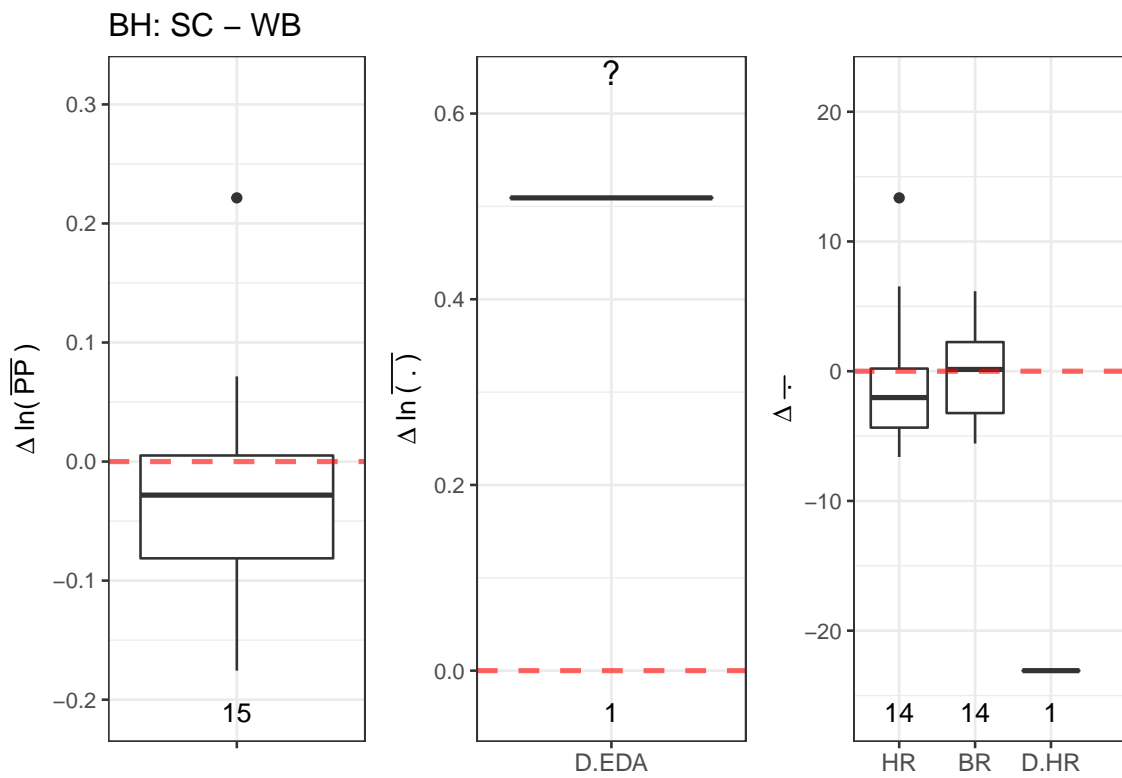 BH: SC − WB
Δ ln( PP )
0.3
0.2
0.1
0.0
−0.1
−0.2
15
Δ ln ( . )
0.6
0.4
0.2
0.0
?
1
D.EDA
Δ .
20
10
0
−10
−20
14 14 1
HR BR D.HR